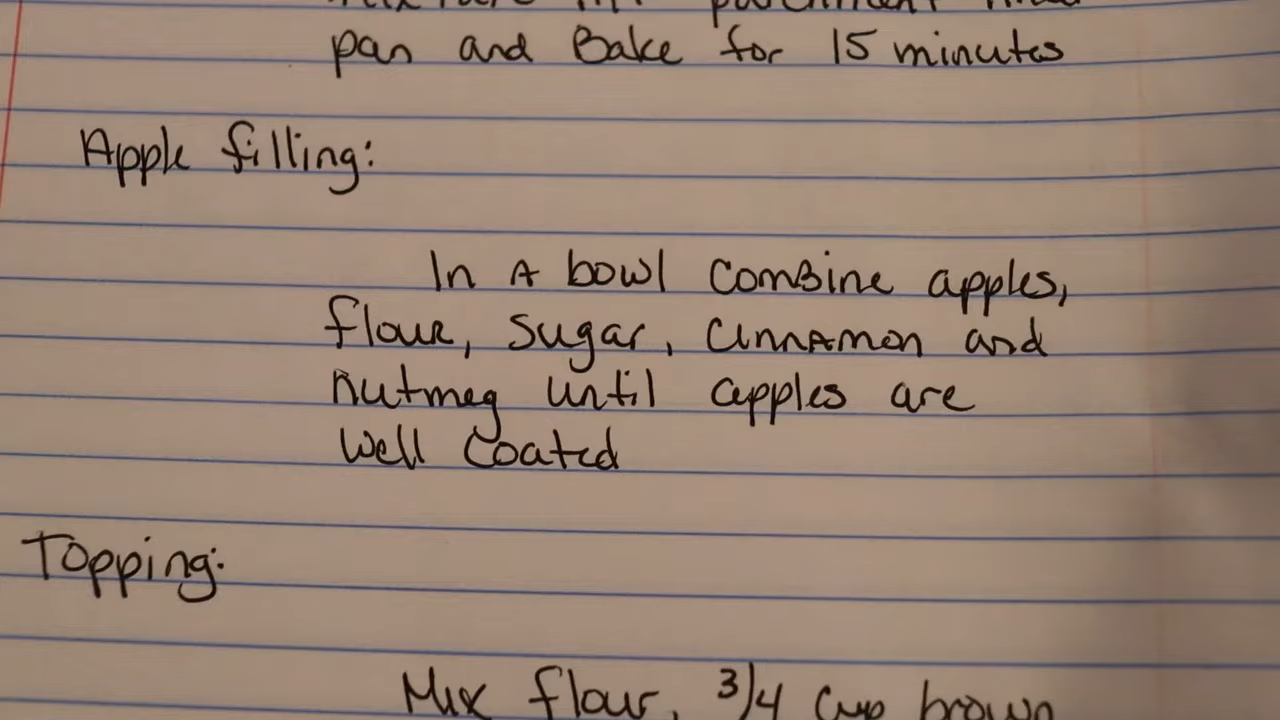 pan and Bake for 15 minutes
Apple filling:
In A bowl ComBine apples,
flour, Sugar, CinnAmon and
Nutmeg until apples are
Well Coated
Topping:
Mix flour, 3/4 Cup brown